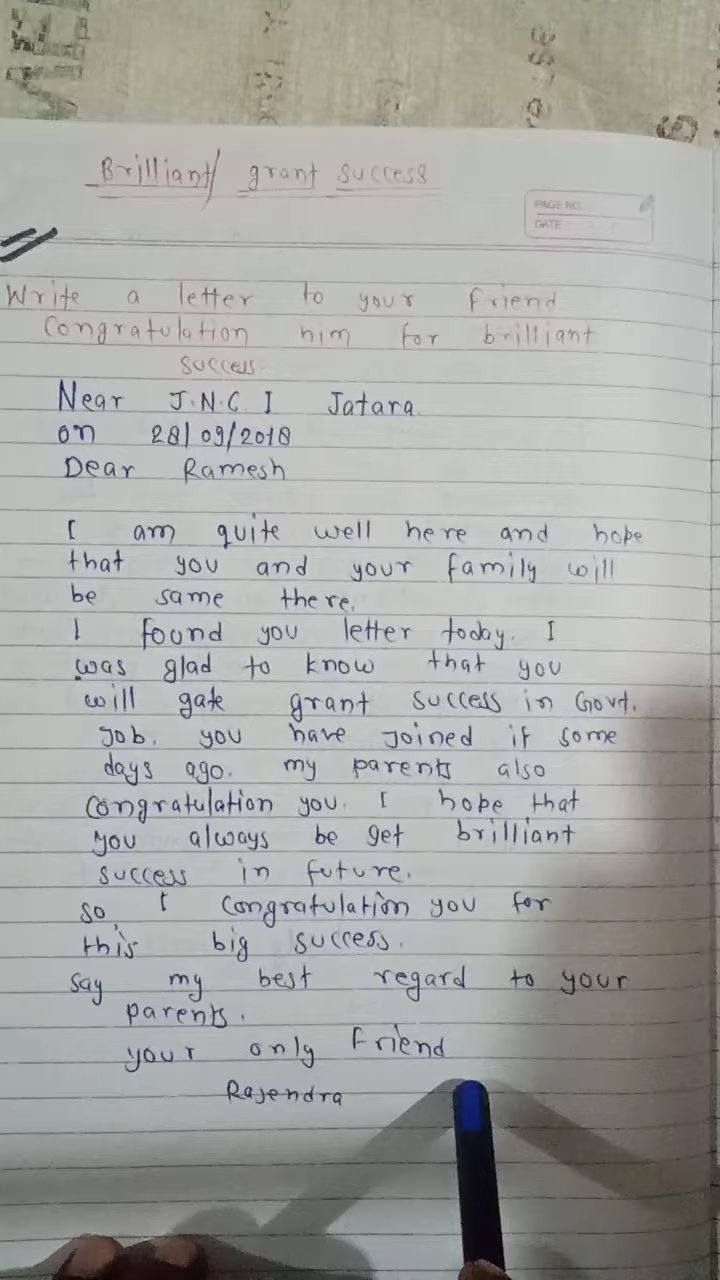 Brilliant/ grant success
PAGE NO.
DATE
Write a letter to your friend
Congratulation him for brilliant
success.
Near J.N.C I Jatara.
on 28/09/2018
Dear Ramesh
I am quite well here and hope
that you and your family will
be same there.
I found you letter today. I
was glad to know that you
will gate grant success in Govt.
Job. you have joined if some
days ago. my parents also
Congratulation you. I hope that
you always be get brilliant
success in future.
so, I congratulation you for
this big success.
say my best regard to your
parents.
your only friend
Rajendra